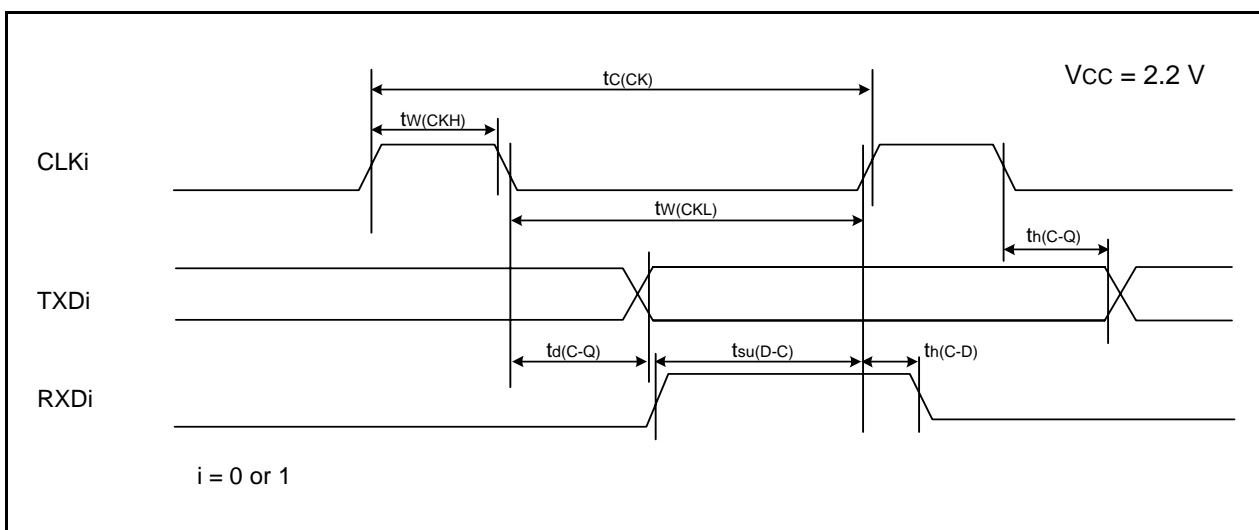 tC(CK)
VCC = 2.2 V
tW(CKH)
CLKi
tW(CKL)
th(C-Q)
TXDi
td(C-Q)
tsu(D-C)
th(C-D)
RXDi
i = 0 or 1